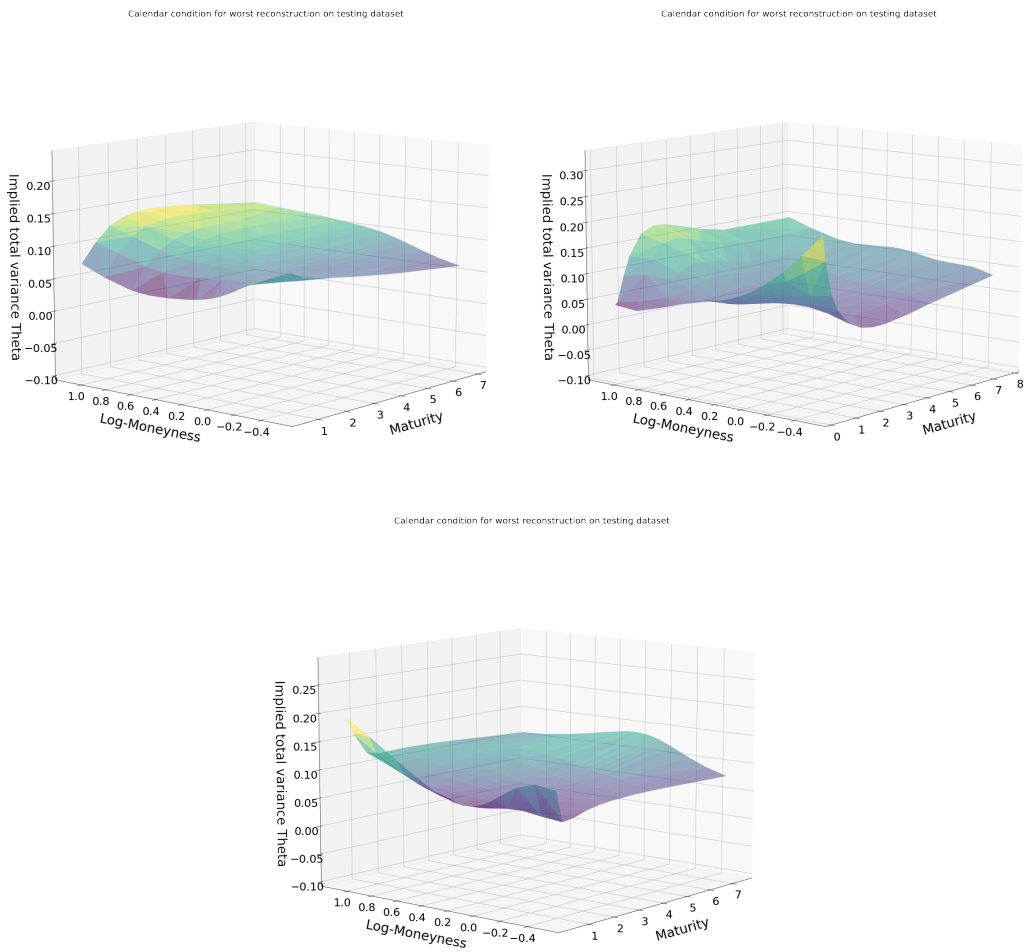 Calendar condition for worst reconstruction on testing dataset
Implied total variance Theta
0.20
0.15
0.10
0.05
0.00
−0.05
−0.10
1.0 0.8 0.6 0.4 0.2 0.0 −0.2 −0.4
Log-Moneyness
1 2 3 4 5 6 7
Maturity
Calendar condition for worst reconstruction on testing dataset
Implied total variance Theta
0.30
0.25
0.20
0.15
0.10
0.05
0.00
−0.05
−0.10
1.0 0.8 0.6 0.4 0.2 0.0 −0.2 −0.4
Log-Moneyness
0 1 2 3 4 5 6 7 8
Maturity
Calendar condition for worst reconstruction on testing dataset
Implied total variance Theta
0.25
0.20
0.15
0.10
0.05
0.00
−0.05
−0.10
1.0 0.8 0.6 0.4 0.2 0.0 −0.2 −0.4
Log-Moneyness
1 2 3 4 5 6 7
Maturity